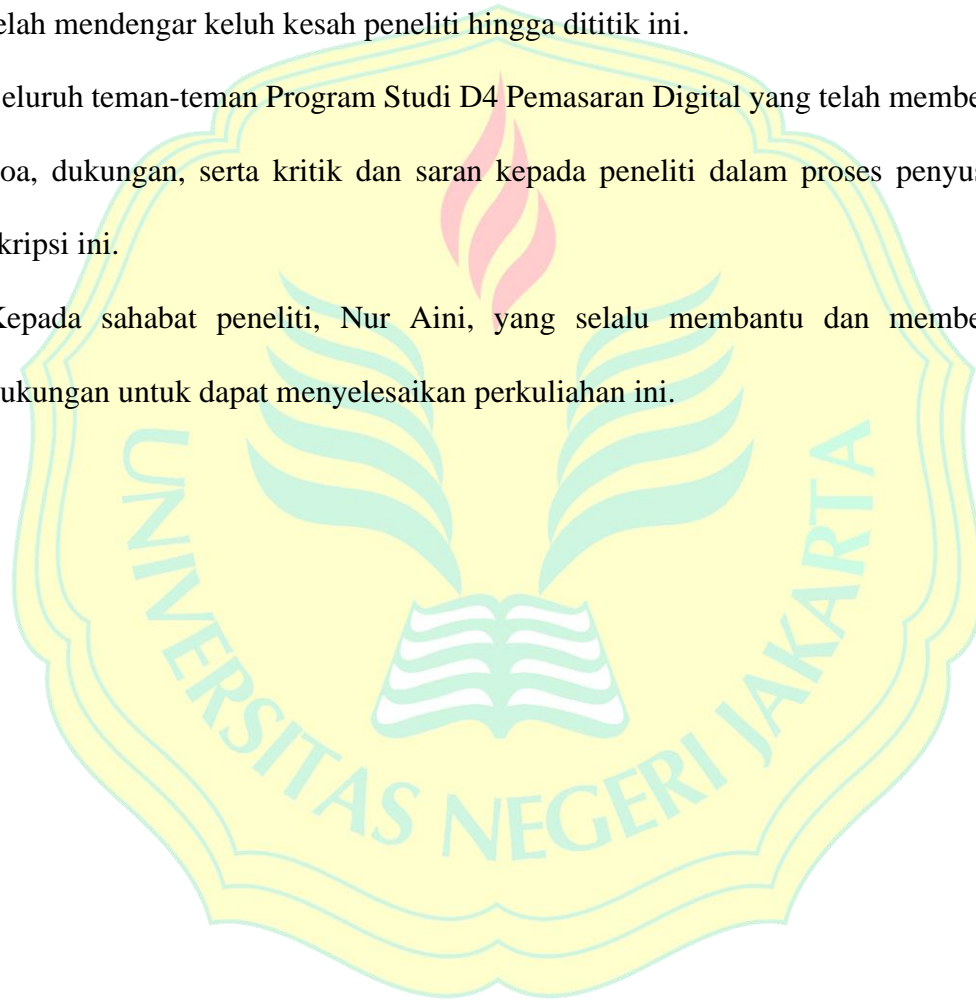 elah mendengar keluh kesah peneliti hingga dititik ini.
eluruh teman-teman Program Studi D4 Pemasaran Digital yang telah membe
oa, dukungan, serta kritik dan saran kepada peneliti dalam proses penyus
kripsi ini.
Kepada sahabat peneliti, Nur Aini, yang selalu membantu dan membe
ukungan untuk dapat menyelesaikan perkuliahan ini.
UNIVERSITAS NEGERI JAKARTA